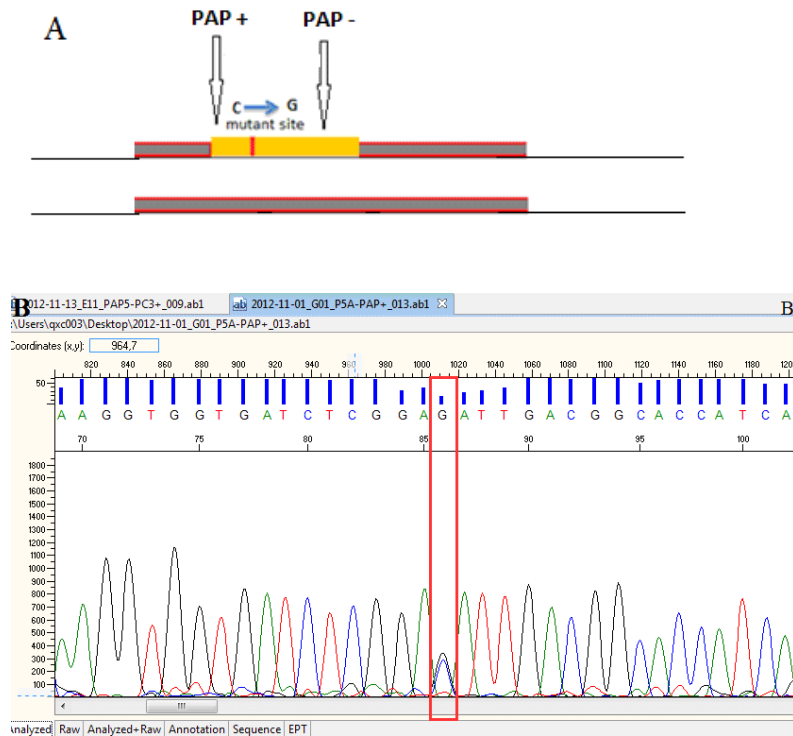 A
PAP + PAP -
C G
mutant site
B
2012-11-13_E11_PAP5-PC3+_009.ab1 ab 2012-11-01_G01_P5A-PAP+_013.ab1
B
:\Users\qxc003\Desktop\2012-11-01_G01_P5A-PAP+_013.ab1
Coordinates (x,y): 964,7
820 840 860 880 900 920 940 960 980 1000 1020 1040 1060 1080 1100 1120 1140 1160 1180 120
50
A A G G T G G T G A T C T C G G A G A T T G A C G G C A C C A T C A
70 75 80 85 90 95 100
1800
1700
1600
1500
1400
1300
1200
1100
1000
900
800
700
600
500
400
300
200
100
Analyzed Raw Analyzed+Raw Annotation Sequence EPT